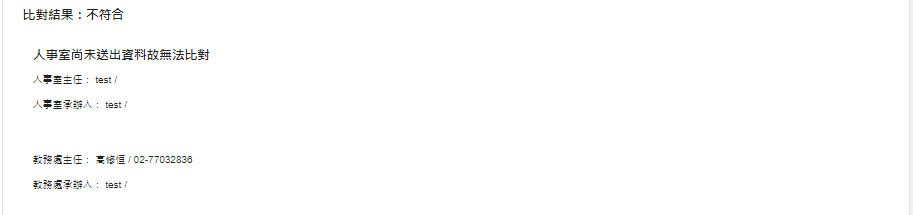 比對結果：不符合
人事室尚未送出資料故無法比對
人事室主任： test /
人事室承辦人： test /
教務處主任： 高修恒 / 02-77032836
教務處承辦人： test /